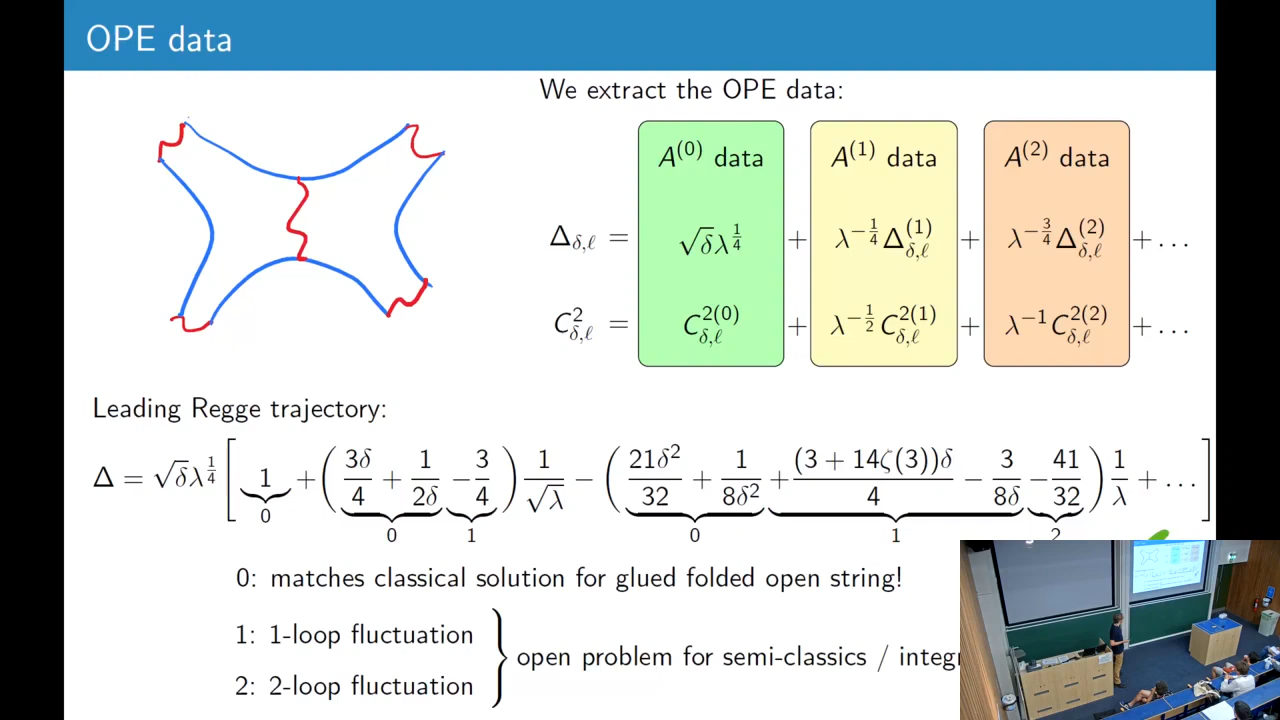 OPE data
We extract the OPE data:
A^{(0)} data A^{(1)} data A^{(2)} data
Δ_{δ,ℓ} = √δ λ^{1/4} + λ^{-1/4} Δ^{(1)}_{δ,ℓ} + λ^{-3/4} Δ^{(2)}_{δ,ℓ} + ...
C^2_{δ,ℓ} = C^{2(0)}_{δ,ℓ} + λ^{-1/2} C^{2(1)}_{δ,ℓ} + λ^{-1} C^{2(2)}_{δ,ℓ} + ...
Leading Regge trajectory:
Δ = √δ λ^{1/4} [ 1 + ( 3δ/4 + 1/2δ - 3/4 ) 1/√λ - ( 21δ^2/32 + 1/8δ^2 + (3 + 14ζ(3))δ/4 - 3/8δ - 41/32 ) 1/λ + ... ]
0 0 1 0 1 2
0: matches classical solution for glued folded open string!
1: 1-loop fluctuation
open problem for semi-classics /
2: 2-loop fluctuation